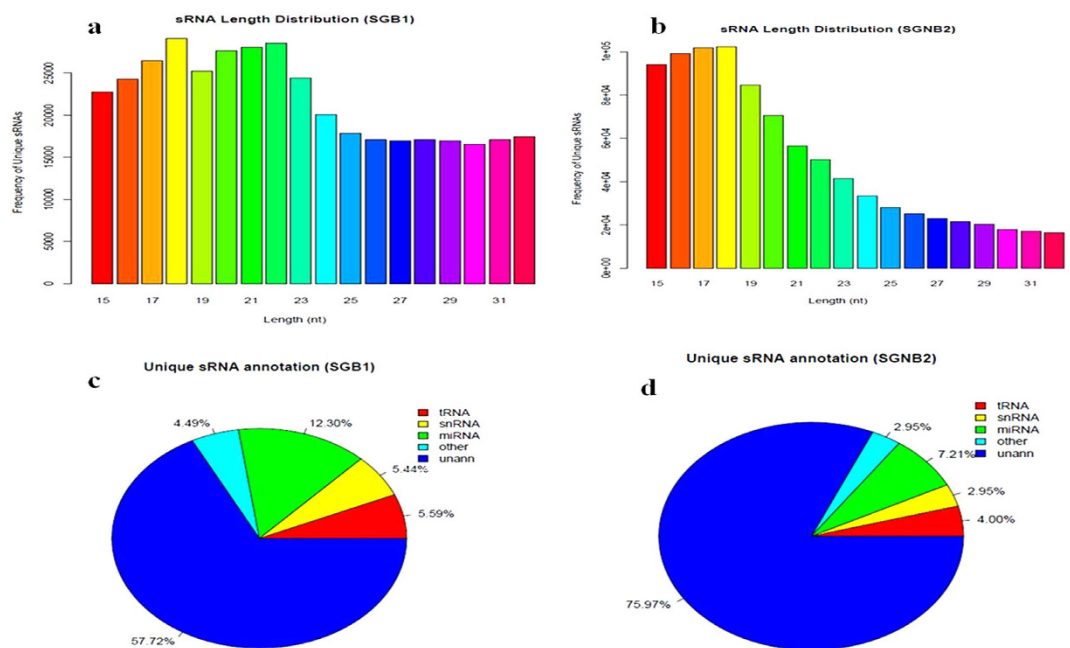 a
sRNA Length Distribution (SGB1)
Frequency of Unique sRNAs
0
5000
10000
15000
20000
25000
15
17
19
21
23
25
27
29
31
Length (nt)
b
sRNA Length Distribution (SGNB2)
Frequency of Unique sRNAs
0e+00
2e+04
4e+04
6e+04
8e+04
1e+05
15
17
19
21
23
25
27
29
31
Length (nt)
c
Unique sRNA annotation (SGB1)
tRNA
snRNA
miRNA
other
unann
4.49%
12.30%
5.44%
5.59%
57.72%
d
Unique sRNA annotation (SGNB2)
tRNA
snRNA
miRNA
other
unann
2.95%
7.21%
2.95%
4.00%
75.97%